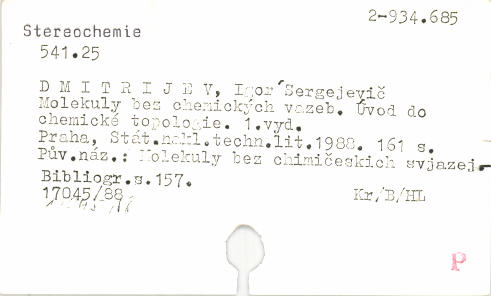 2-934.685
Stereochemie
541.25
D M I T R I J E V, Igor Sergejevič
Molekuly bez chemických vazeb. Úvod do
chemické topologie. 1.vyd.
Praha, Stát.nakl.techn.lit.1988. 161 s.
Pův.náz.: Molekuly bez chimičeskich svjazej.
Bibliogr.s.157.
17045/88 Kr/B/HL
P